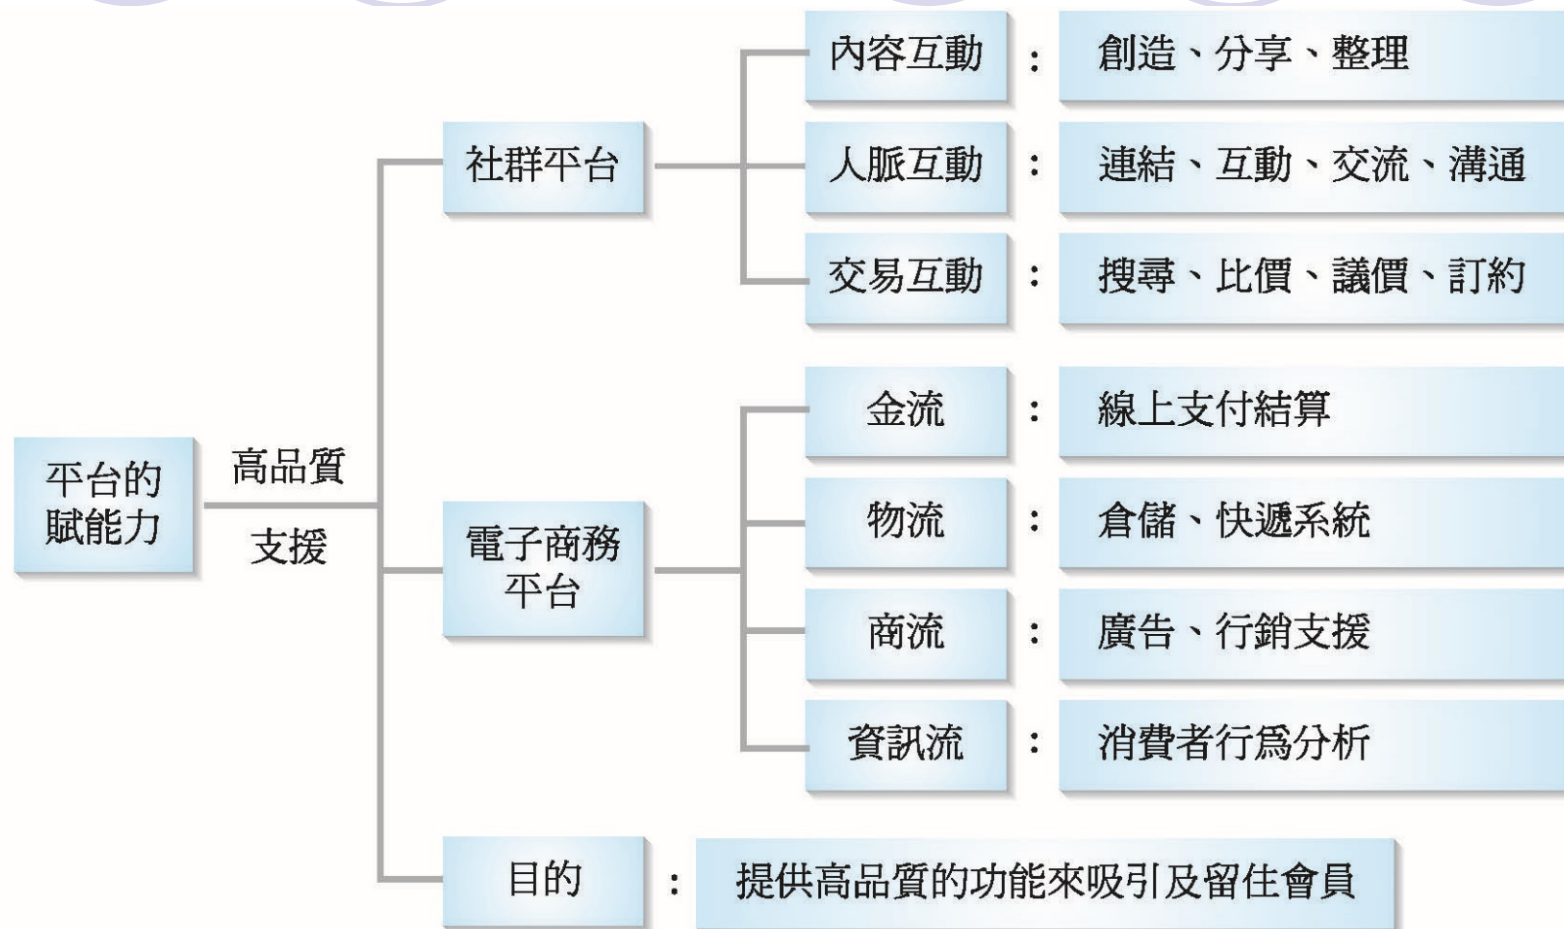 內容互動 : 創造、分享、整理
社群平台
人脈互動 : 連結、互動、交流、溝通
交易互動 : 搜尋、比價、議價、訂約
平台的
賦能力
高品質
支援
金流 : 線上支付結算
電子商務
平台
物流 : 倉儲、快遞系統
商流 : 廣告、行銷支援
資訊流 : 消費者行爲分析
目的 : 提供高品質的功能來吸引及留住會員